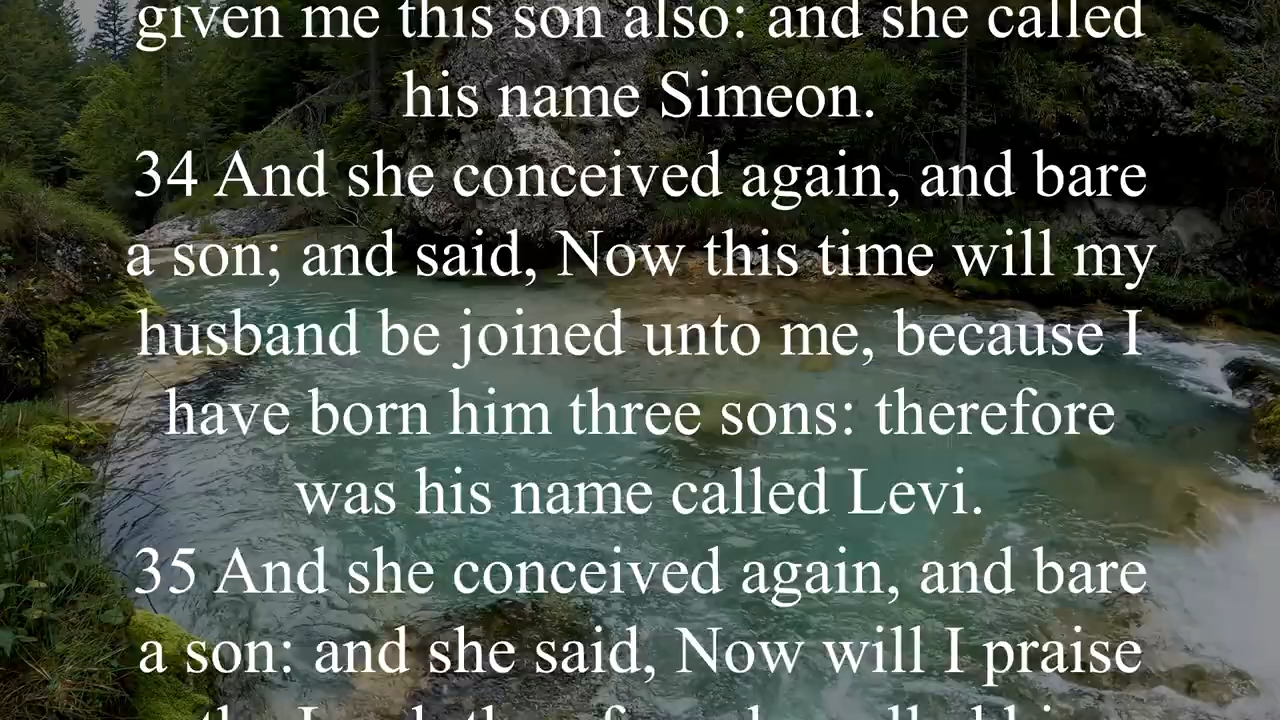 given me this son also: and she called
his name Simeon.
34 And she conceived again, and bare
a son; and said, Now this time will my
husband be joined unto me, because I
have born him three sons: therefore
was his name called Levi.
35 And she conceived again, and bare
a son: and she said, Now will I praise